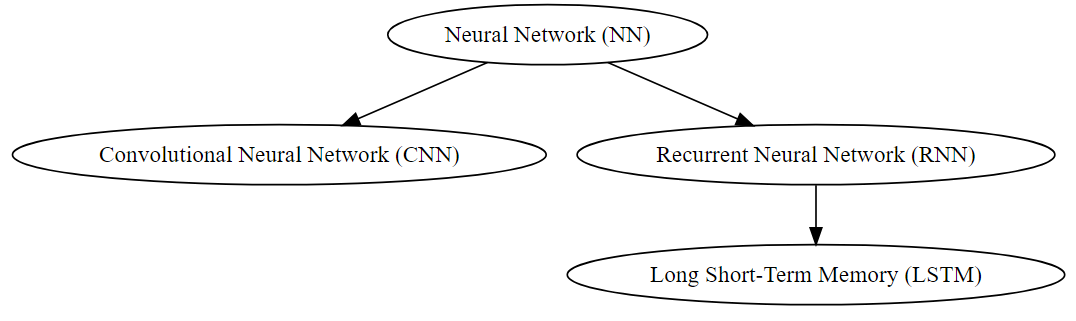 Neural Network (NN)
Convolutional Neural Network (CNN)
Recurrent Neural Network (RNN)
Long Short-Term Memory (LSTM)